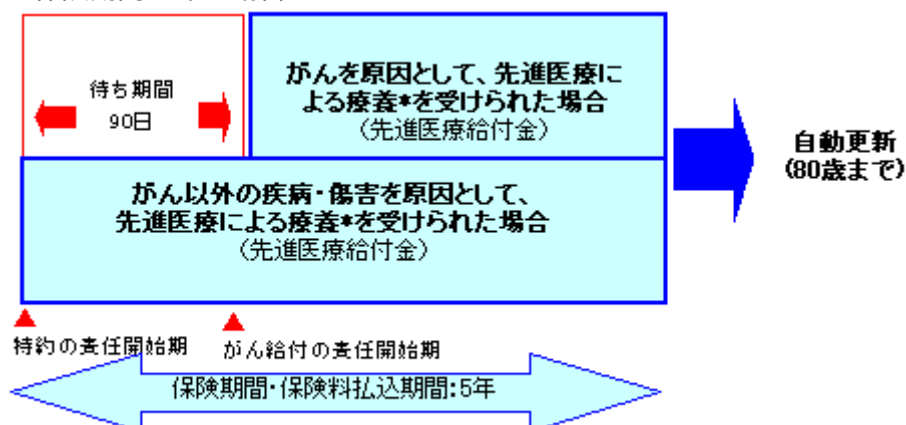 待ち期間
90日
がんを原因として、先進医療に
よる療養*を受けられた場合
（先進医療給付金）
自動更新
(80歳まで)
がん以外の疾病・傷害を原因として、
先進医療による療養*を受けられた場合
（先進医療給付金）
特約の責任開始期
がん給付の責任開始期
保険期間・保険料払込期間:5年